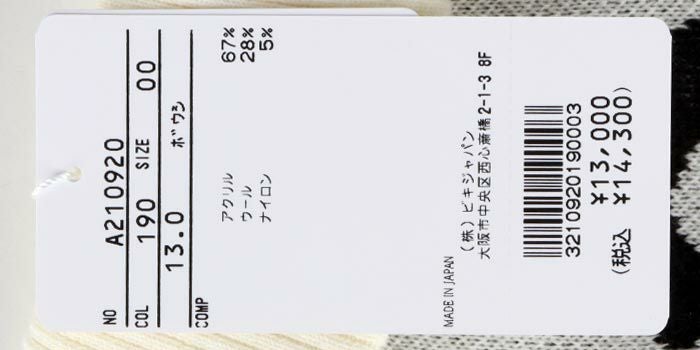 NO A210920
COL 190 SIZE 00
13.0 ボウシ
COMP
アクリル 67%
ウール 28%
ナイロン 5%
MADE IN JAPAN
(株)ビキジャパン
大阪市中央区西心斎橋2-1-3 8F
3210920190003
¥13,000
(税込 ¥14,300)